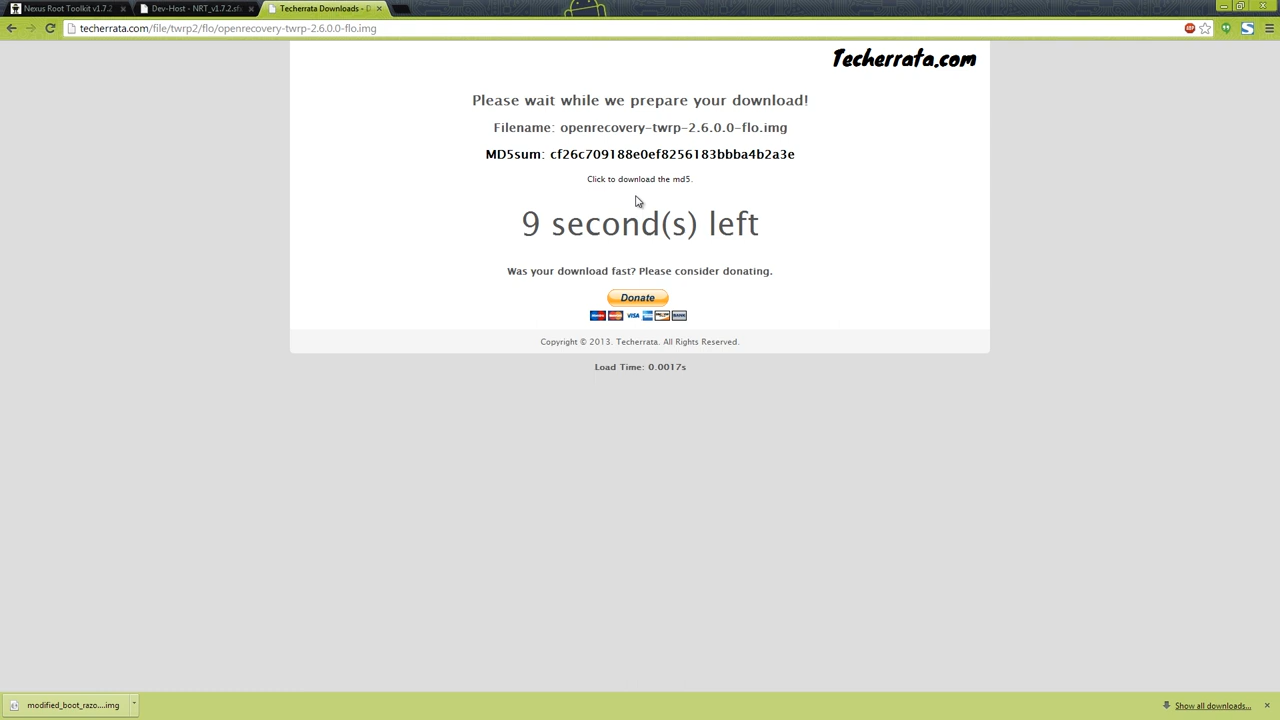 Nexus Root Toolkit v1.7.2
Dev-Host - NRT_v1.7.2.sfx
Techerrata Downloads - D
techerrata.com/file/twrp2/flo/openrecovery-twrp-2.6.0.0-flo.img
Techerrata.com
Please wait while we prepare your download!
Filename: openrecovery-twrp-2.6.0.0-flo.img
MD5sum: cf26c709188e0ef8256183bbba4b2a3e
Click to download the md5.
9 second(s) left
Was your download fast? Please consider donating.
Donate
VISA
Copyright © 2013. Techerrata. All Rights Reserved.
Load Time: 0.0017s
modified_boot_razo....img
Show all downloads...